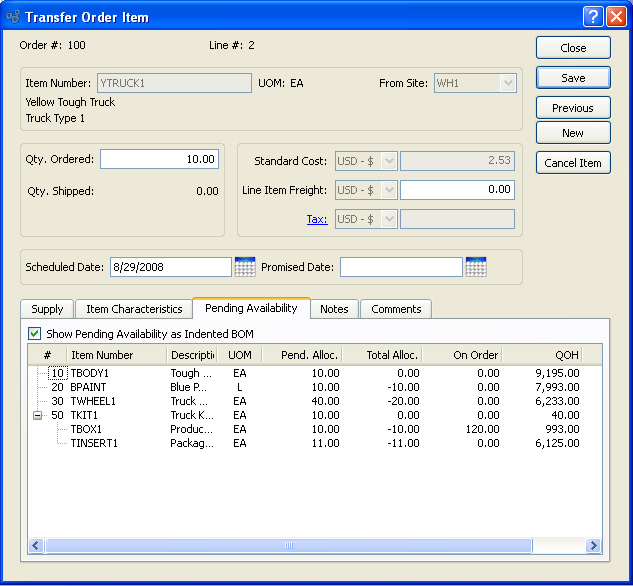 Transfer Order Item
Order #: 100 Line #: 2 Close
Save
Item Number: YTRUCK1 UOM: EA From Site: WH1
Yellow Tough Truck
Truck Type 1
Previous
New
Cancel Item
Qty. Ordered: 10.00
Qty. Shipped: 0.00
Standard Cost: USD - $ 2.53
Line Item Freight: USD - $ 0.00
Tax: USD - $
Scheduled Date: 8/29/2008 Promised Date:
Supply Item Characteristics Pending Availability Notes Comments
Show Pending Availability as Indented BOM
# Item Number Descripti UOM Pend. Alloc. Total Alloc. On Order QOH
10 TBODY1 Tough ... EA 10.00 0.00 0.00 9,195.00
20 BPAINT Blue P... L 10.00 -10.00 0.00 7,993.00
30 TWHEEL1 Truck ... EA 40.00 -20.00 0.00 6,233.00
50 TKIT1 Truck K... EA 10.00 0.00 0.00 40.00
TBOX1 Produc... EA 10.00 -10.00 120.00 993.00
TINSERT1 Packag... EA 11.00 -11.00 0.00 6,125.00